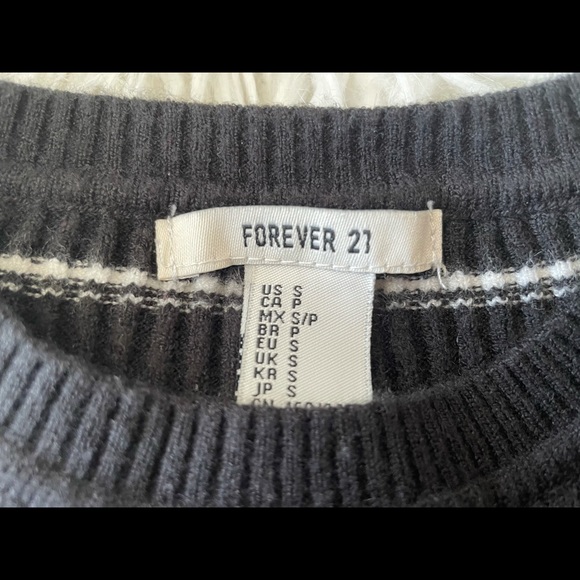 FOREVER 21
US S
CA P
MX S/P
BR P
EU S
UK S
KR S
JP S